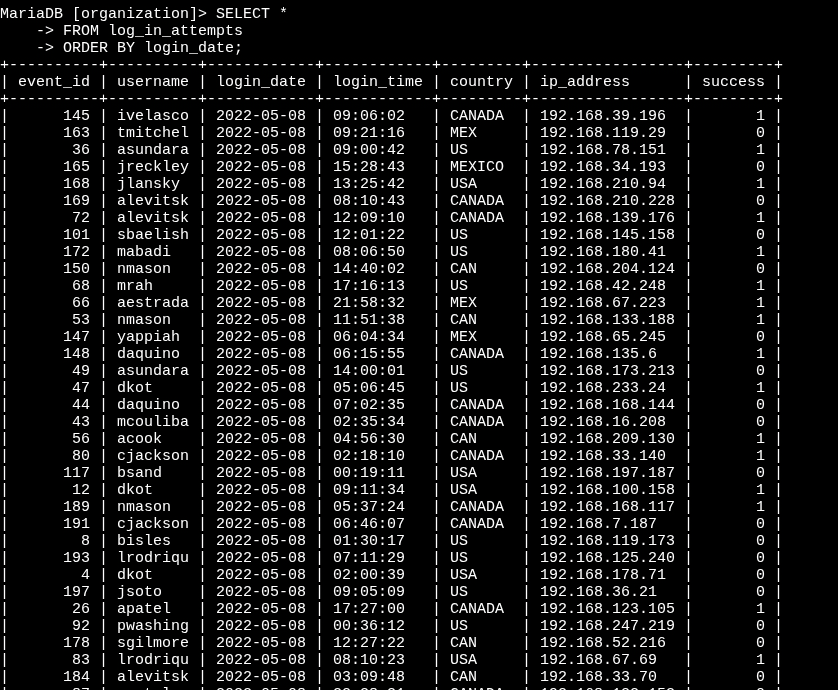 MariaDB [organization]> SELECT *
    -> FROM log_in_attempts
    -> ORDER BY login_date;
+----------+----------+------------+------------+---------+-----------------+---------+
| event_id | username | login_date | login_time | country | ip_address      | success |
+----------+----------+------------+------------+---------+-----------------+---------+
|      145 | ivelasco | 2022-05-08 | 09:06:02   | CANADA  | 192.168.39.196  |       1 |
|      163 | tmitchel | 2022-05-08 | 09:21:16   | MEX     | 192.168.119.29  |       0 |
|       36 | asundara | 2022-05-08 | 09:00:42   | US      | 192.168.78.151  |       1 |
|      165 | jreckley | 2022-05-08 | 15:28:43   | MEXICO  | 192.168.34.193  |       0 |
|      168 | jlansky  | 2022-05-08 | 13:25:42   | USA     | 192.168.210.94  |       1 |
|      169 | alevitsk | 2022-05-08 | 08:10:43   | CANADA  | 192.168.210.228 |       0 |
|       72 | alevitsk | 2022-05-08 | 12:09:10   | CANADA  | 192.168.139.176 |       1 |
|      101 | sbaelish | 2022-05-08 | 12:01:22   | US      | 192.168.145.158 |       0 |
|      172 | mabadi   | 2022-05-08 | 08:06:50   | US      | 192.168.180.41  |       1 |
|      150 | nmason   | 2022-05-08 | 14:40:02   | CAN     | 192.168.204.124 |       0 |
|       68 | mrah     | 2022-05-08 | 17:16:13   | US      | 192.168.42.248  |       1 |
|       66 | aestrada | 2022-05-08 | 21:58:32   | MEX     | 192.168.67.223  |       1 |
|       53 | nmason   | 2022-05-08 | 11:51:38   | CAN     | 192.168.133.188 |       1 |
|      147 | yappiah  | 2022-05-08 | 06:04:34   | MEX     | 192.168.65.245  |       0 |
|      148 | daquino  | 2022-05-08 | 06:15:55   | CANADA  | 192.168.135.6   |       1 |
|       49 | asundara | 2022-05-08 | 14:00:01   | US      | 192.168.173.213 |       0 |
|       47 | dkot     | 2022-05-08 | 05:06:45   | US      | 192.168.233.24  |       1 |
|       44 | daquino  | 2022-05-08 | 07:02:35   | CANADA  | 192.168.168.144 |       0 |
|       43 | mcouliba | 2022-05-08 | 02:35:34   | CANADA  | 192.168.16.208  |       0 |
|       56 | acook    | 2022-05-08 | 04:56:30   | CAN     | 192.168.209.130 |       1 |
|       80 | cjackson | 2022-05-08 | 02:18:10   | CANADA  | 192.168.33.140  |       1 |
|      117 | bsand    | 2022-05-08 | 00:19:11   | USA     | 192.168.197.187 |       0 |
|       12 | dkot     | 2022-05-08 | 09:11:34   | USA     | 192.168.100.158 |       1 |
|      189 | nmason   | 2022-05-08 | 05:37:24   | CANADA  | 192.168.168.117 |       1 |
|      191 | cjackson | 2022-05-08 | 06:46:07   | CANADA  | 192.168.7.187   |       0 |
|        8 | bisles   | 2022-05-08 | 01:30:17   | US      | 192.168.119.173 |       0 |
|      193 | lrodriqu | 2022-05-08 | 07:11:29   | US      | 192.168.125.240 |       0 |
|        4 | dkot     | 2022-05-08 | 02:00:39   | USA     | 192.168.178.71  |       0 |
|      197 | jsoto    | 2022-05-08 | 09:05:09   | US      | 192.168.36.21   |       0 |
|       26 | apatel   | 2022-05-08 | 17:27:00   | CANADA  | 192.168.123.105 |       1 |
|       92 | pwashing | 2022-05-08 | 00:36:12   | US      | 192.168.247.219 |       0 |
|      178 | sgilmore | 2022-05-08 | 12:27:22   | CAN     | 192.168.52.216  |       0 |
|       83 | lrodriqu | 2022-05-08 | 08:10:23   | USA     | 192.168.67.69   |       1 |
|      184 | alevitsk | 2022-05-08 | 03:09:48   | CAN     | 192.168.33.70   |       0 |